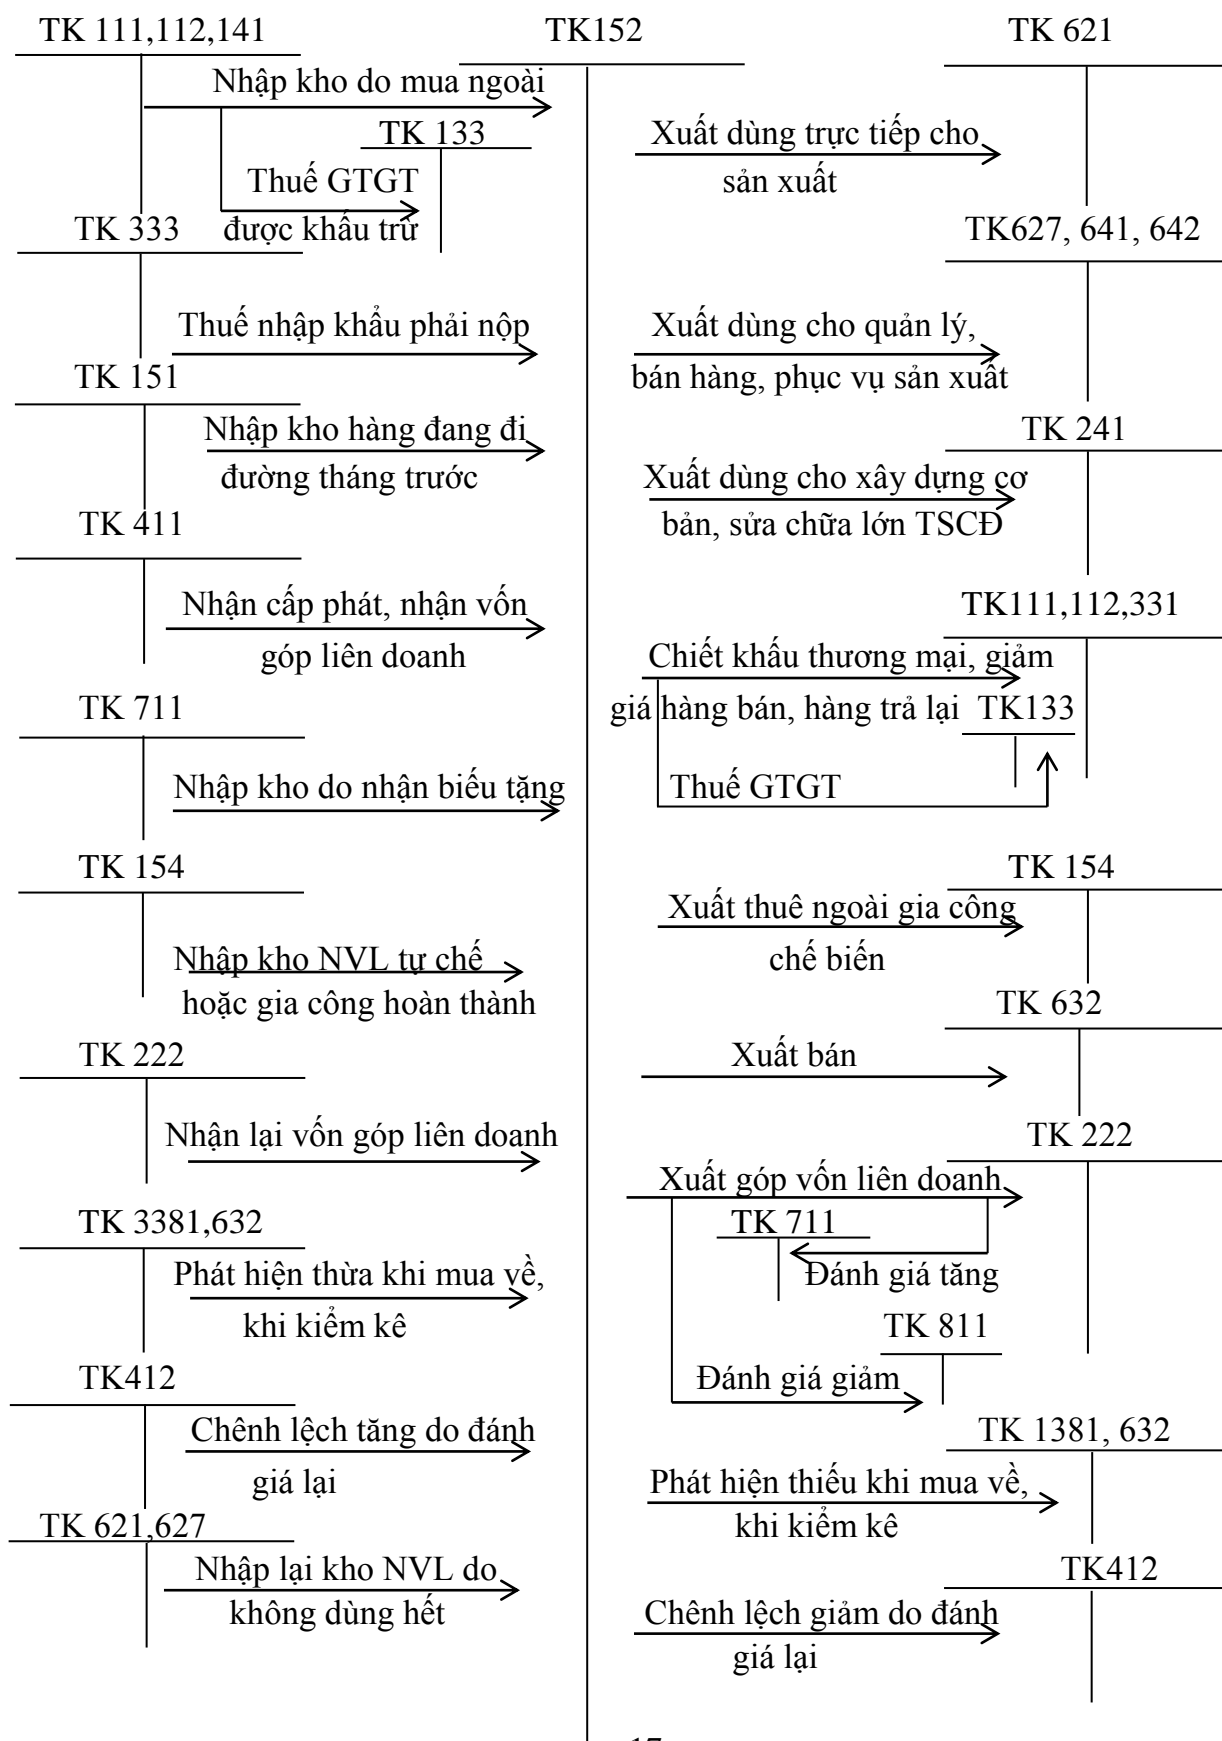 TK 111,112,141
TK152
TK 621
Nhập kho do mua ngoài
TK 133
Thuế GTGT
được khấu trừ
Xuất dùng trực tiếp cho
sản xuất
TK 333
TK627, 641, 642
Thuế nhập khẩu phải nộp
Xuất dùng cho quản lý,
bán hàng, phục vụ sản xuất
TK 151
Nhập kho hàng đang đi
đường tháng trước
TK 241
Xuất dùng cho xây dựng cơ
bản, sửa chữa lớn TSCĐ
TK 411
Nhận cấp phát, nhận vốn
góp liên doanh
TK111,112,331
Chiết khấu thương mại, giảm
giá hàng bán, hàng trả lại
TK133
Thuế GTGT
TK 711
Nhập kho do nhận biếu tặng
TK 154
Nhập kho NVL tự chế
hoặc gia công hoàn thành
TK 154
Xuất thuê ngoài gia công
chế biến
TK 632
Xuất bán
TK 222
Nhận lại vốn góp liên doanh
TK 222
Xuất góp vốn liên doanh
TK 711
Đánh giá tăng
TK 811
Đánh giá giảm
TK 3381,632
Phát hiện thừa khi mua về,
khi kiểm kê
TK412
Chênh lệch tăng do đánh
giá lại
TK 1381, 632
Phát hiện thiếu khi mua về,
khi kiểm kê
TK 621,627
Nhập lại kho NVL do
không dùng hết
TK412
Chênh lệch giảm do đánh
giá lại